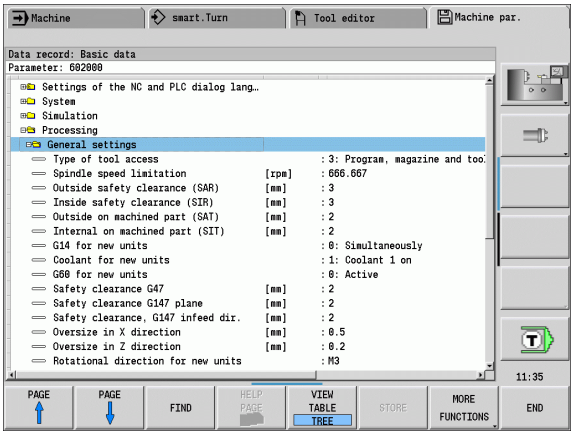 Machine
smart.Turn
Tool editor
Machine par.
Data record: Basic data
Parameter: 602000
Settings of the NC and PLC dialog lang…
System
Simulation
Processing
General settings
Type of tool access : 3: Program, magazine and tool
Spindle speed limitation [rpm] : 666.667
Outside safety clearance (SAR) [mm] : 3
Inside safety clearance (SIR) [mm] : 3
Outside on machined part (SAT) [mm] : 2
Internal on machined part (SIT) [mm] : 2
G14 for new units : 0: Simultaneously
Coolant for new units : 1: Coolant 1 on
G60 for new units : 0: Active
Safety clearance G47 [mm] : 2
Safety clearance G147 plane [mm] : 2
Safety clearance, G147 infeed dir. [mm] : 2
Oversize in X direction [mm] : 0.5
Oversize in Z direction [mm] : 0.2
Rotational direction for new units : M3
T
11:35
PAGE
PAGE
FIND
HELP
PAGE
VIEW
TABLE
TREE
STORE
MORE
FUNCTIONS
END